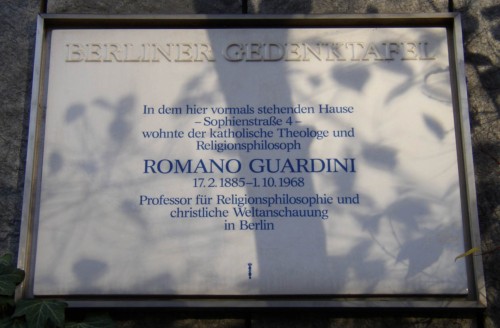 BERLINER GEDENKTAFEL
In dem hier vormals stehenden Hause
– Sophienstraße 4 –
wohnte der katholische Theologe und
Religionsphilosoph
ROMANO GUARDINI
17. 2. 1885–1. 10. 1968
Professor für Religionsphilosophie und
christliche Weltanschauung
in Berlin